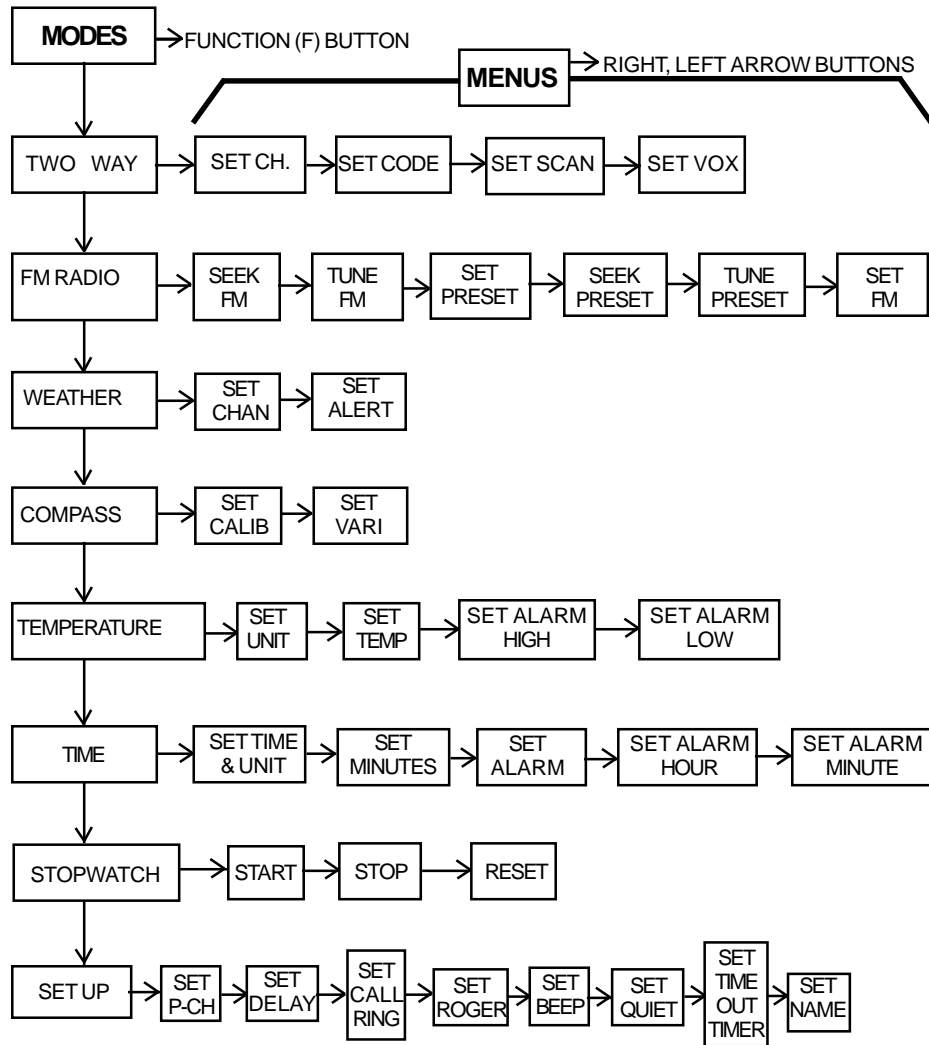 MODES
FUNCTION (F) BUTTON
MENUS
RIGHT, LEFT ARROW BUTTONS
TWO WAY
SET CH.
SET CODE
SET SCAN
SET VOX
FM RADIO
SEEK
FM
TUNE
FM
SET
PRESET
SEEK
PRESET
TUNE
PRESET
SET
FM
WEATHER
SET
CHAN
SET
ALERT
COMPASS
SET
CALIB
SET
VARI
TEMPERATURE
SET
UNIT
SET
TEMP
SET ALARM
HIGH
SET ALARM
LOW
TIME
SET TIME
& UNIT
SET
MINUTES
SET
ALARM
SET ALARM
HOUR
SET ALARM
MINUTE
STOPWATCH
START
STOP
RESET
SET UP
SET
P-CH
SET
DELAY
SET
CALL
RING
SET
ROGER
SET
BEEP
SET
QUIET
SET
TIME
OUT
TIMER
SET
NAME